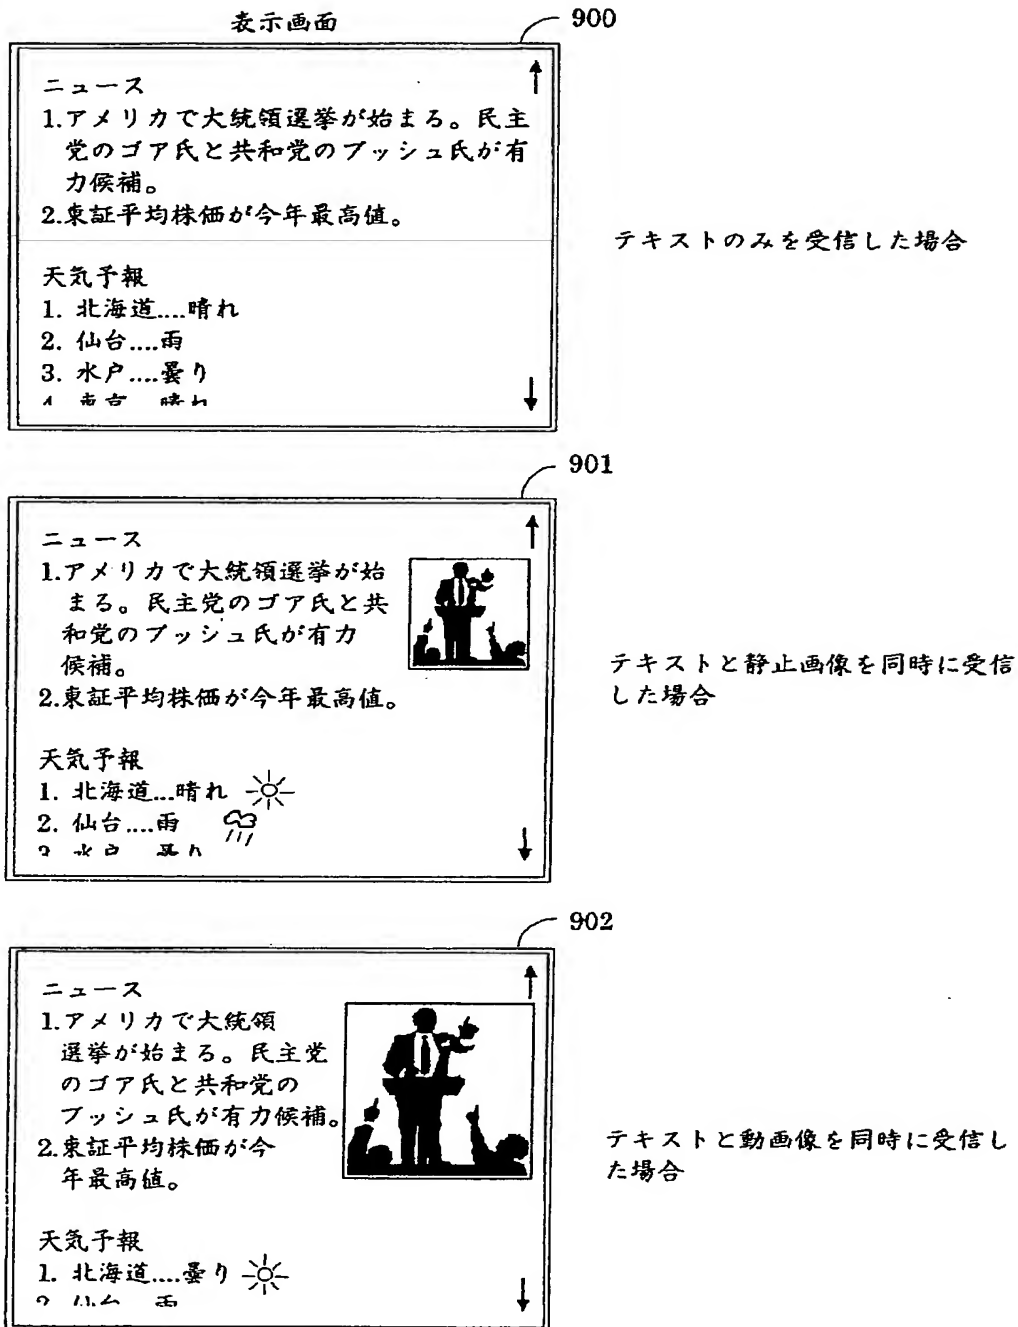 表示画面
900
ニュース
1.アメリカで大統領選挙が始まる。民主
党のゴア氏と共和党のブッシュ氏が有
力候補。
2.東証平均株価が今年最高値。
天気予報
1. 北海道....晴れ
2. 仙台....雨
3. 水戸....曇り
テキストのみを受信した場合
901
ニュース
1.アメリカで大統領選挙が始
まる。民主党のゴア氏と共
和党のブッシュ氏が有力
候補。
2.東証平均株価が今年最高値。
天気予報
1. 北海道...晴れ
2. 仙台....雨
テキストと静止画像を同時に受信
した場合
902
ニュース
1.アメリカで大統領
選挙が始まる。民主党
のゴア氏と共和党の
ブッシュ氏が有力候補。
2.東証平均株価が今
年最高値。
天気予報
1. 北海道....曇り
テキストと動画像を同時に受信し
た場合